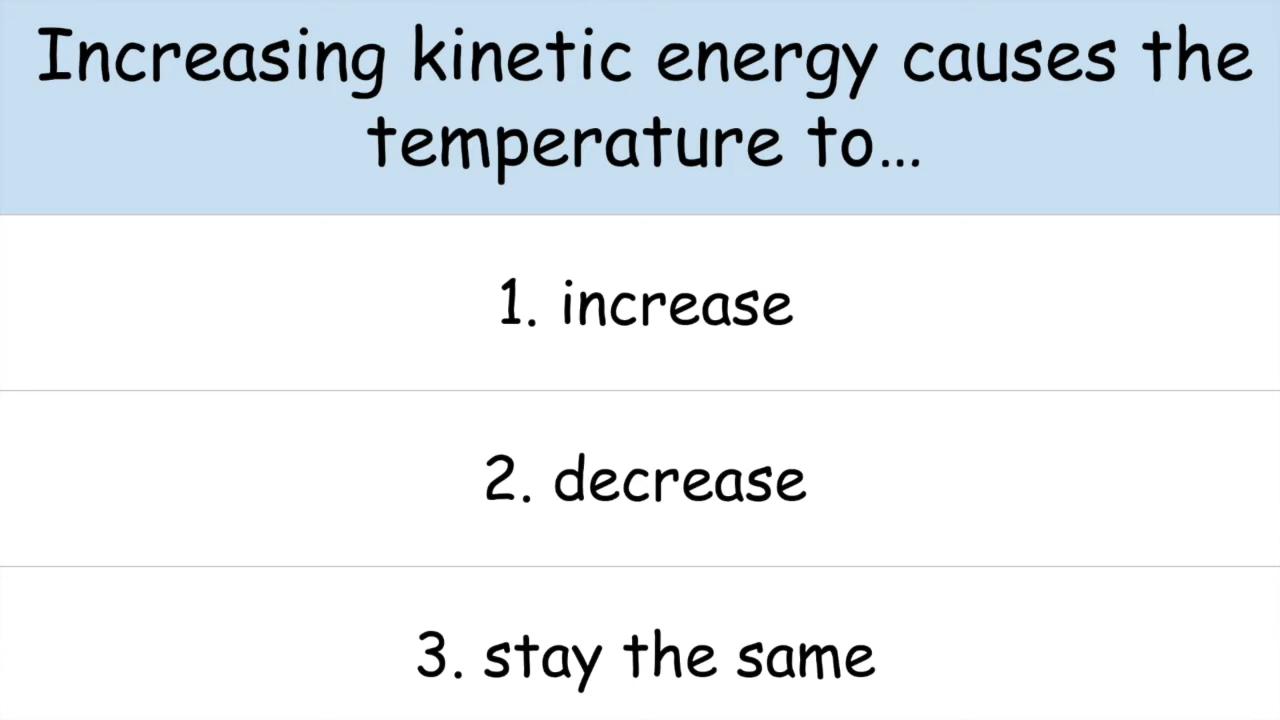 Increasing kinetic energy causes the
temperature to...
1. increase
2. decrease
3. stay the same